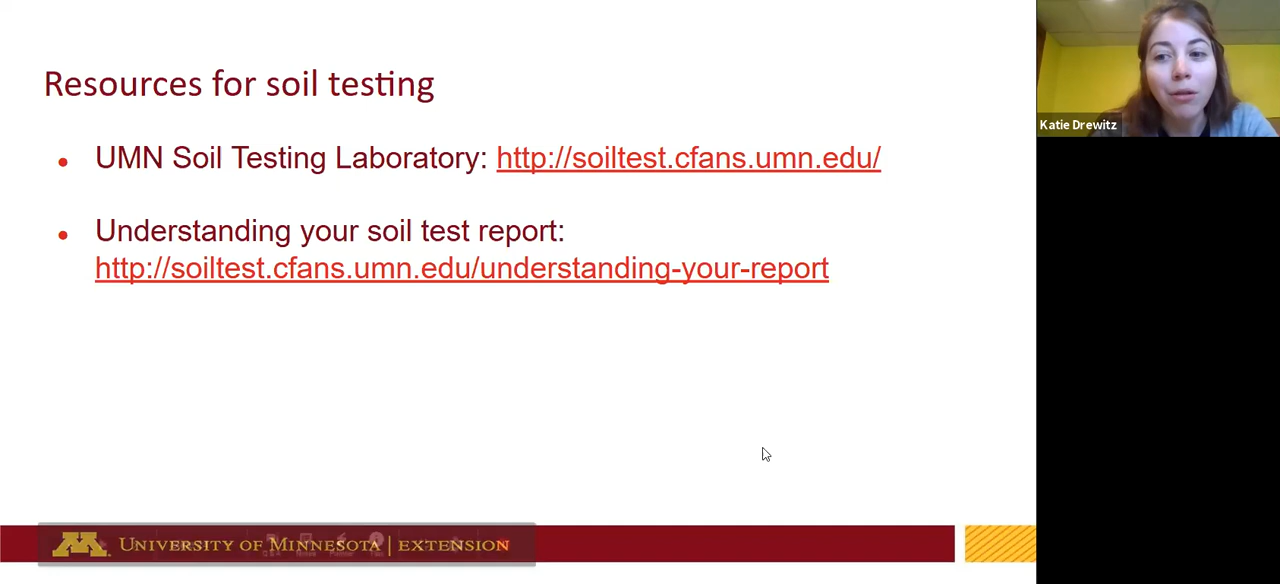 Resources for soil testing
Katie Drewitz
• UMN Soil Testing Laboratory: http://soiltest.cfans.umn.edu/
• Understanding your soil test report:
http://soiltest.cfans.umn.edu/understanding-your-report
UNIVERSITY OF MINNESOTA | EXTENSION